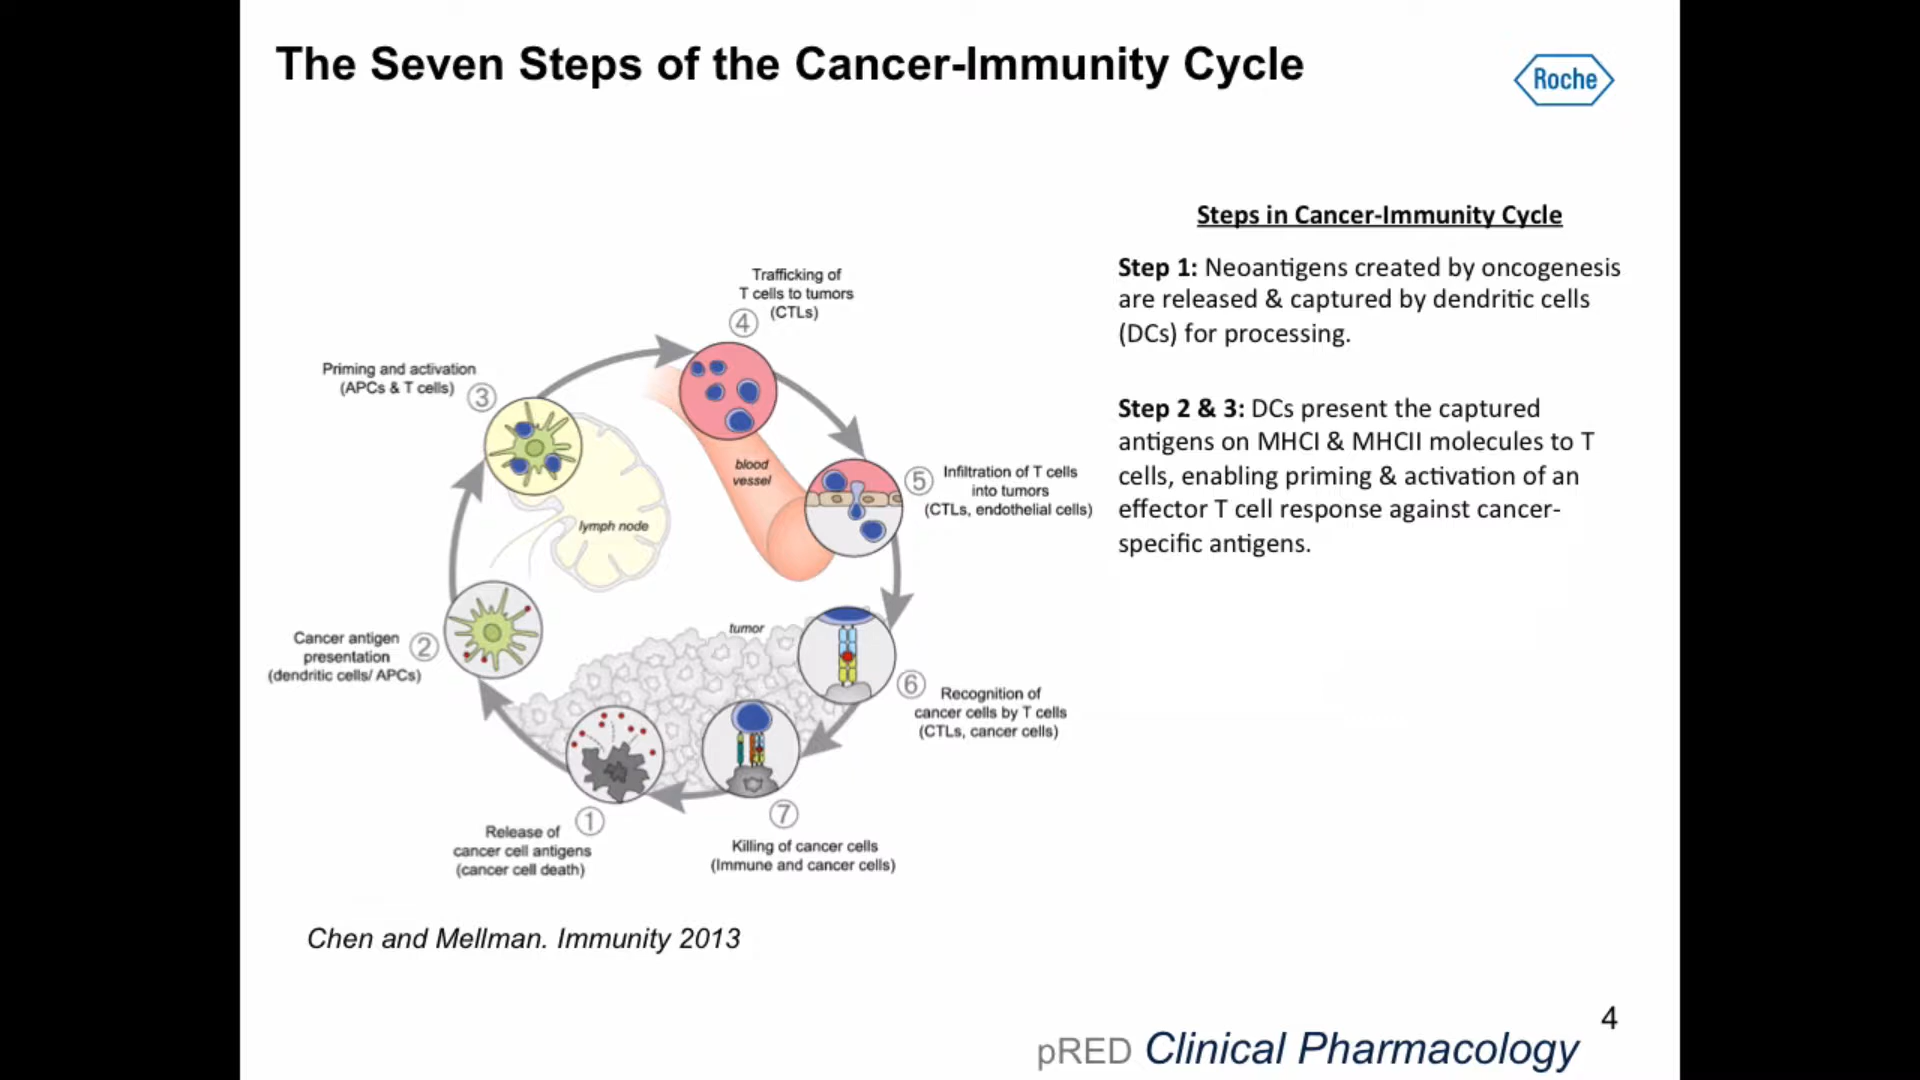 The Seven Steps of the Cancer-Immunity Cycle
Roche
Steps in Cancer-Immunity Cycle
Step 1: Neoantigens created by oncogenesis
are released & captured by dendritic cells
(DCs) for processing.
Step 2 & 3: DCs present the captured
antigens on MHCI & MHCII molecules to T
cells, enabling priming & activation of an
effector T cell response against cancer-
specific antigens.
Trafficking of
T cells to tumors
(CTLs)
4
Priming and activation
(APCs & T cells)
3
blood
vessel
5
Infiltration of T cells
into tumors
(CTLs, endothelial cells)
lymph node
tumor
Cancer antigen
presentation
(dendritic cells/ APCs)
2
6
Recognition of
cancer cells by T cells
(CTLs, cancer cells)
1
Release of
cancer cell antigens
(cancer cell death)
7
Killing of cancer cells
(Immune and cancer cells)
Chen and Mellman. Immunity 2013
4
pRED Clinical Pharmacology